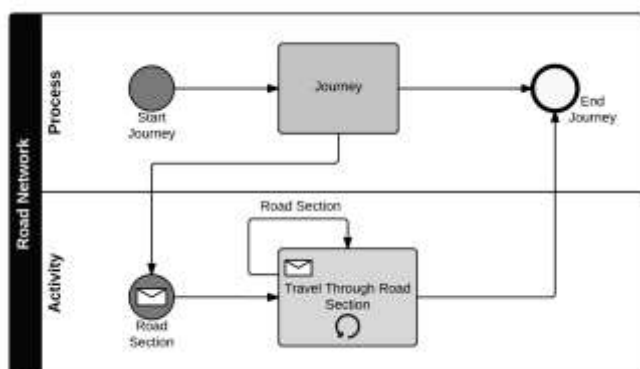 Road Network
Process
Start
Journey
Journey
End
Journey
Activity
Road Section
Road
Section
Travel Through Road
Section